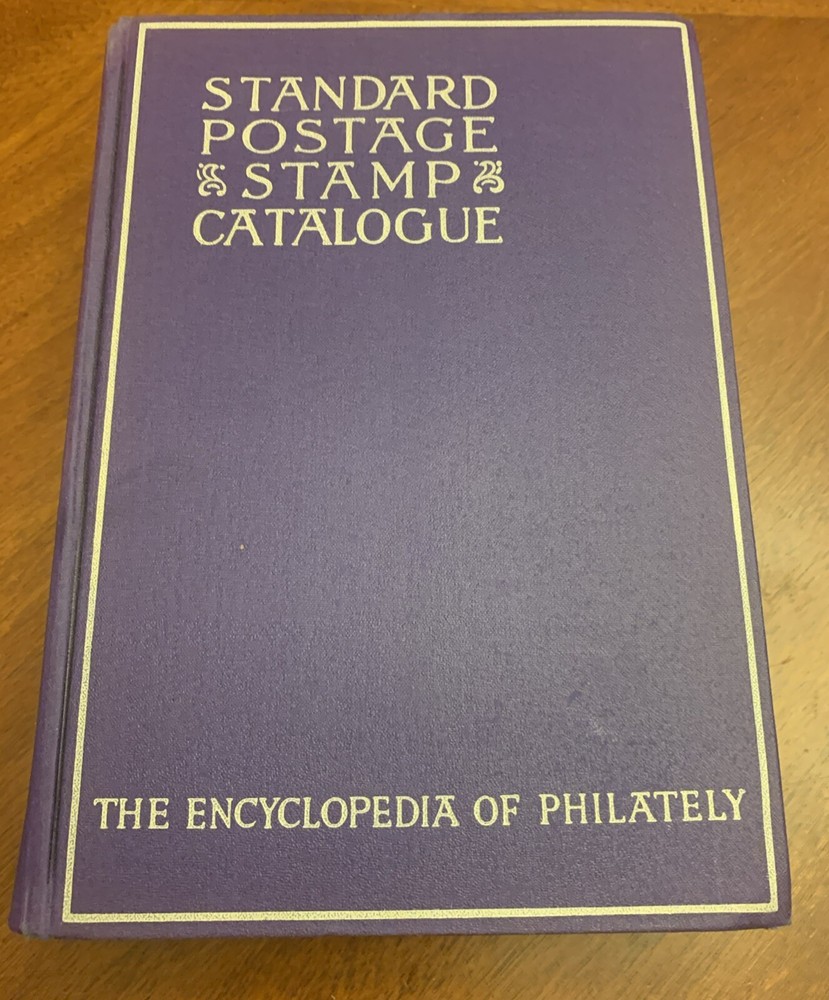 STANDARD
POSTAGE
STAMP
CATALOGUE
THE ENCYCLOPEDIA OF PHILATELY